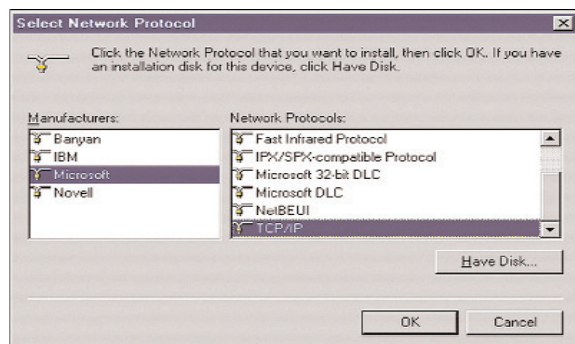 Select Network Protocol
Click the Network Protocol that you want to install, then click OK. If you have
an installation disk for this device, click Have Disk.
Manufacturers:
Banyan
IBM
Microsoft
Novell
Network Protocols:
Fast Infrared Protocol
IPX/SPX-compatible Protocol
Microsoft 32-bit DLC
Microsoft DLC
NetBEUI
TCP/IP
Have Disk...
OK
Cancel